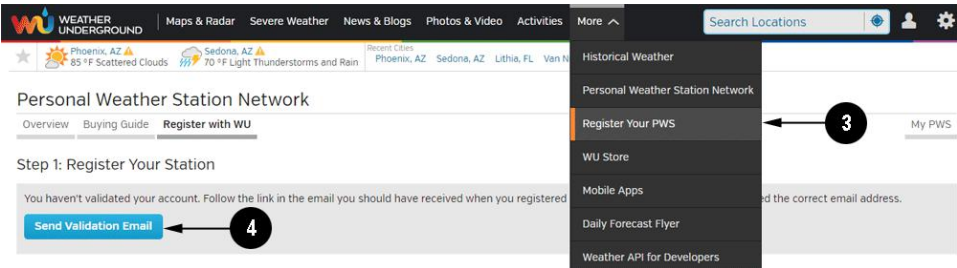 WEATHER UNDERGROUND Maps & Radar Severe Weather News & Blogs Photos & Video Activities More Search Locations
Phoenix, AZ
85 °F Scattered Clouds
Sedona, AZ
70 °F Light Thunderstorms and Rain
Recent Cities
Phoenix, AZ Sedona, AZ Lithia, FL Van N
Historical Weather
Personal Weather Station Network
Register Your PWS
WU Store
Mobile Apps
Daily Forecast Flyer
Weather API for Developers
3
Personal Weather Station Network
Overview Buying Guide Register with WU My PWS
Step 1: Register Your Station
You haven't validated your account. Follow the link in the email you should have received when you registered ed the correct email address.
Send Validation Email
4